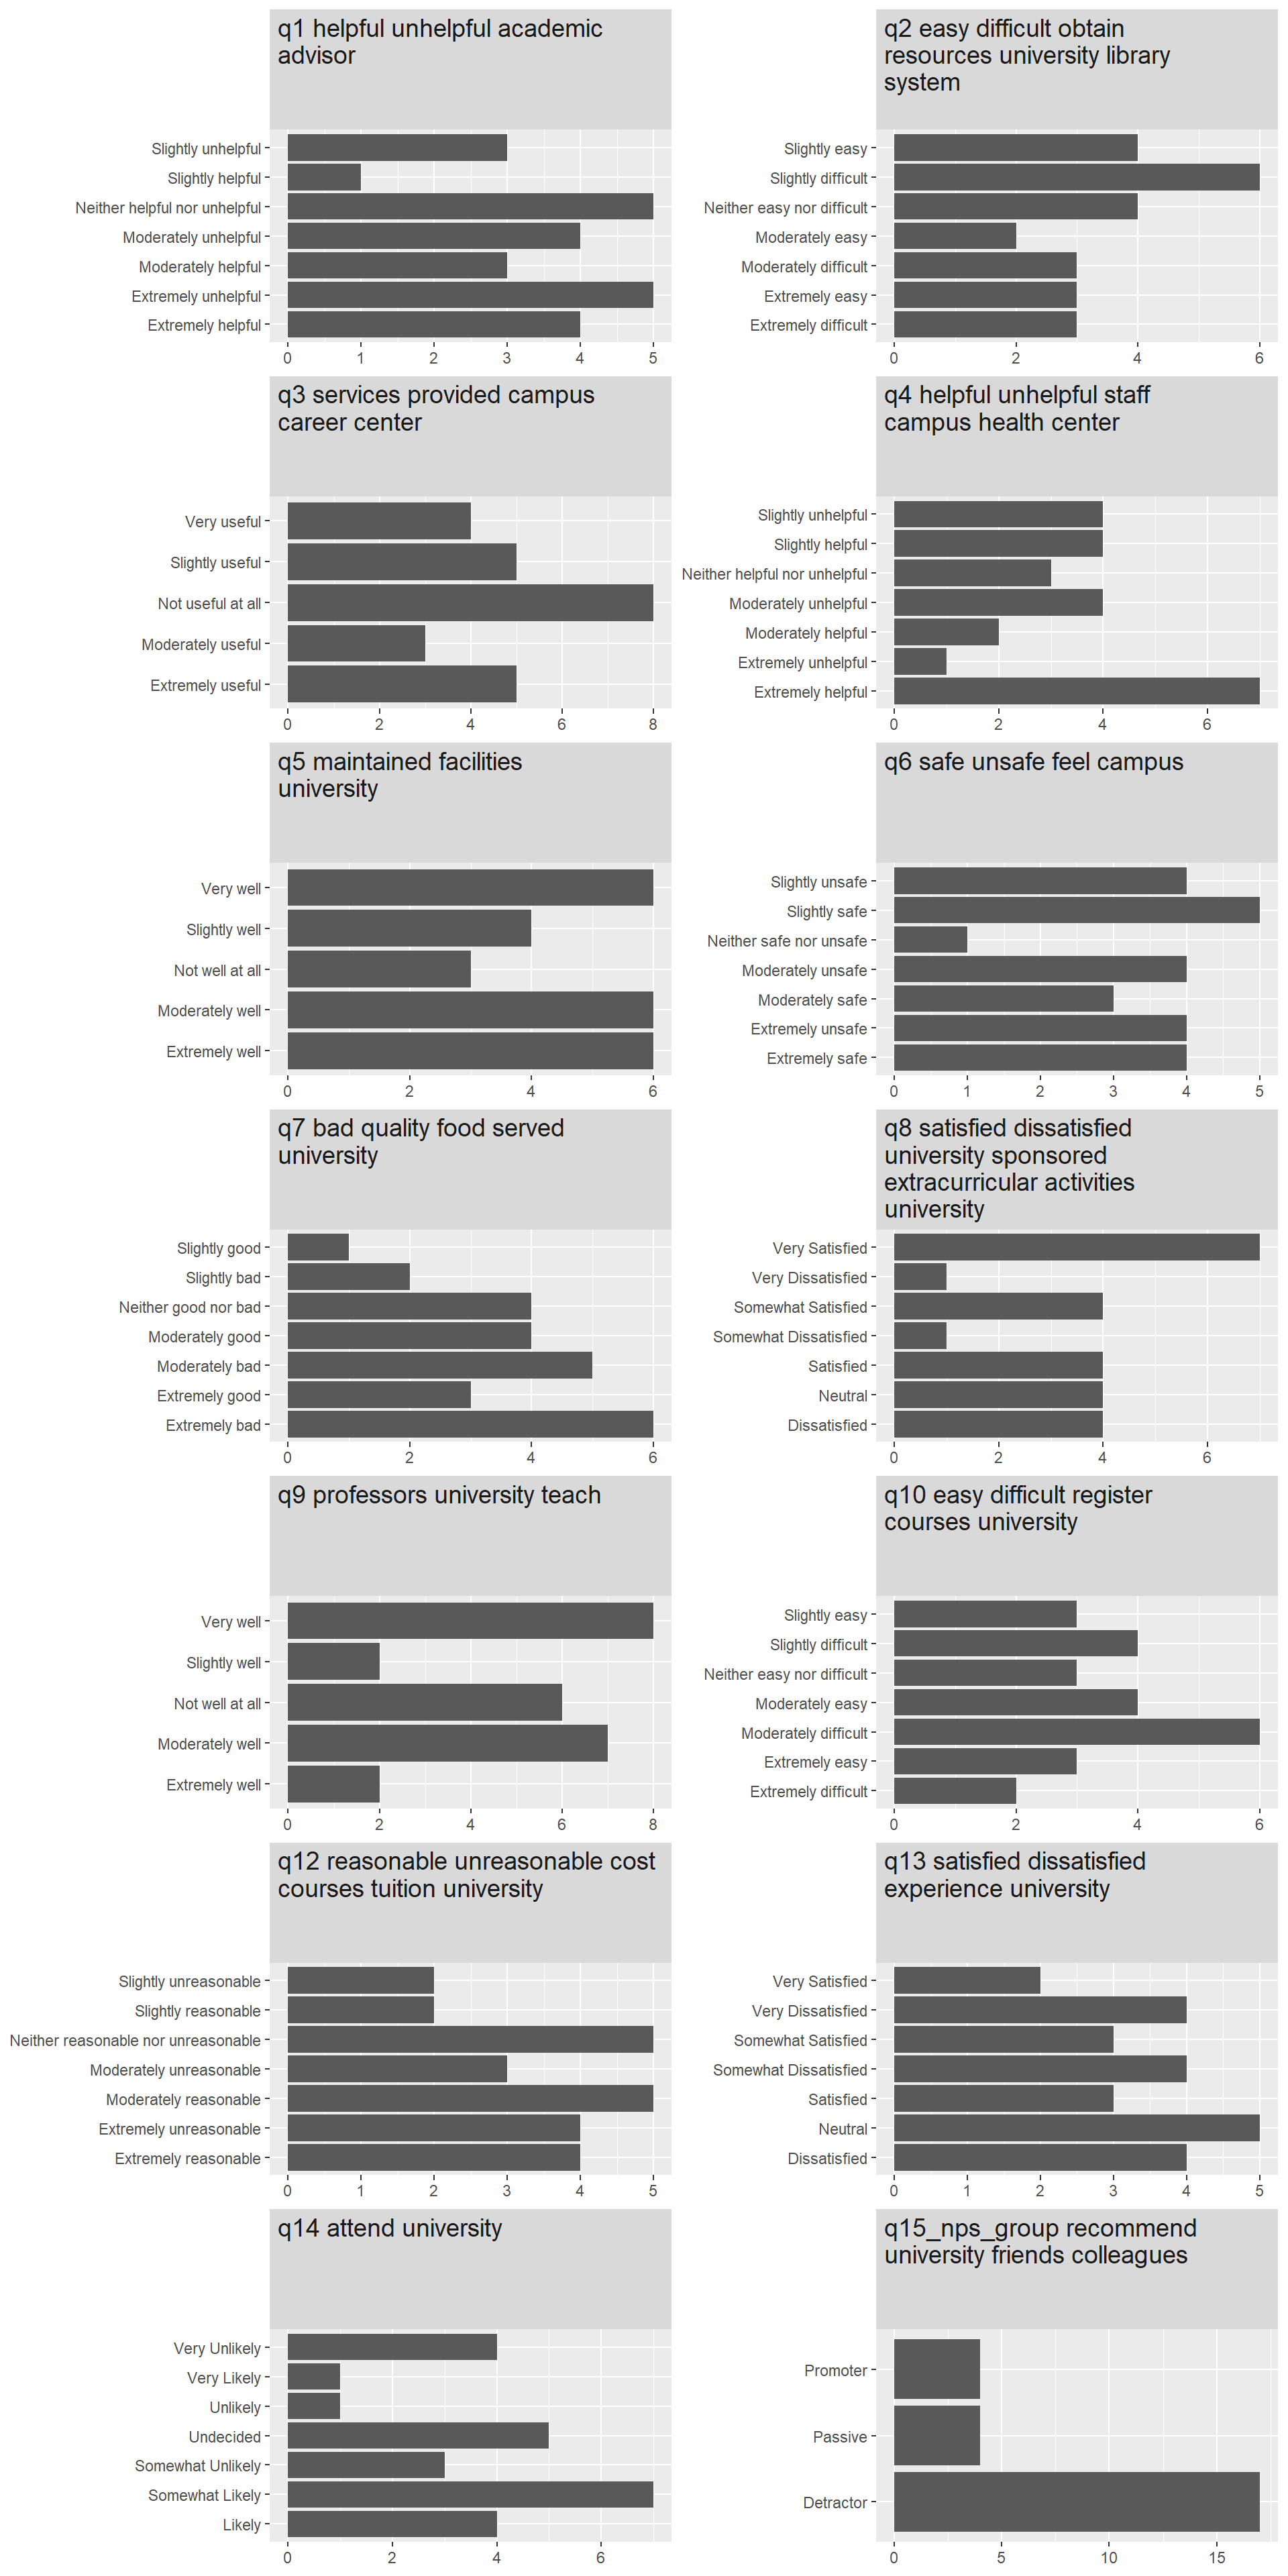 q1 helpful unhelpful academic
advisor
Slightly unhelpful
Slightly helpful
Neither helpful nor unhelpful
Moderately unhelpful
Moderately helpful
Extremely unhelpful
Extremely helpful
0 1 2 3 4 5
q2 easy difficult obtain
resources university library
system
Slightly easy
Slightly difficult
Neither easy nor difficult
Moderately easy
Moderately difficult
Extremely easy
Extremely difficult
0 2 4 6
q3 services provided campus
career center
Very useful
Slightly useful
Not useful at all
Moderately useful
Extremely useful
0 2 4 6 8
q4 helpful unhelpful staff
campus health center
Slightly unhelpful
Slightly helpful
Neither helpful nor unhelpful
Moderately unhelpful
Moderately helpful
Extremely unhelpful
Extremely helpful
0 2 4 6
q5 maintained facilities
university
Very well
Slightly well
Not well at all
Moderately well
Extremely well
0 2 4 6
q6 safe unsafe feel campus
Slightly unsafe
Slightly safe
Neither safe nor unsafe
Moderately unsafe
Moderately safe
Extremely unsafe
Extremely safe
0 1 2 3 4 5
q7 bad quality food served
university
Slightly good
Slightly bad
Neither good nor bad
Moderately good
Moderately bad
Extremely good
Extremely bad
0 2 4 6
q8 satisfied dissatisfied
university sponsored
extracurricular activities
university
Very Satisfied
Very Dissatisfied
Somewhat Satisfied
Somewhat Dissatisfied
Satisfied
Neutral
Dissatisfied
0 2 4 6
q9 professors university teach
Very well
Slightly well
Not well at all
Moderately well
Extremely well
0 2 4 6 8
q10 easy difficult register
courses university
Slightly easy
Slightly difficult
Neither easy nor difficult
Moderately easy
Moderately difficult
Extremely easy
Extremely difficult
0 2 4 6
q12 reasonable unreasonable cost
courses tuition university
Slightly unreasonable
Slightly reasonable
Neither reasonable nor unreasonable
Moderately unreasonable
Moderately reasonable
Extremely unreasonable
Extremely reasonable
0 1 2 3 4 5
q13 satisfied dissatisfied
experience university
Very Satisfied
Very Dissatisfied
Somewhat Satisfied
Somewhat Dissatisfied
Satisfied
Neutral
Dissatisfied
0 1 2 3 4 5
q14 attend university
Very Unlikely
Very Likely
Unlikely
Undecided
Somewhat Unlikely
Somewhat Likely
Likely
0 2 4 6
q15_nps_group recommend
university friends colleagues
Promoter
Passive
Detractor
0 5 10 15